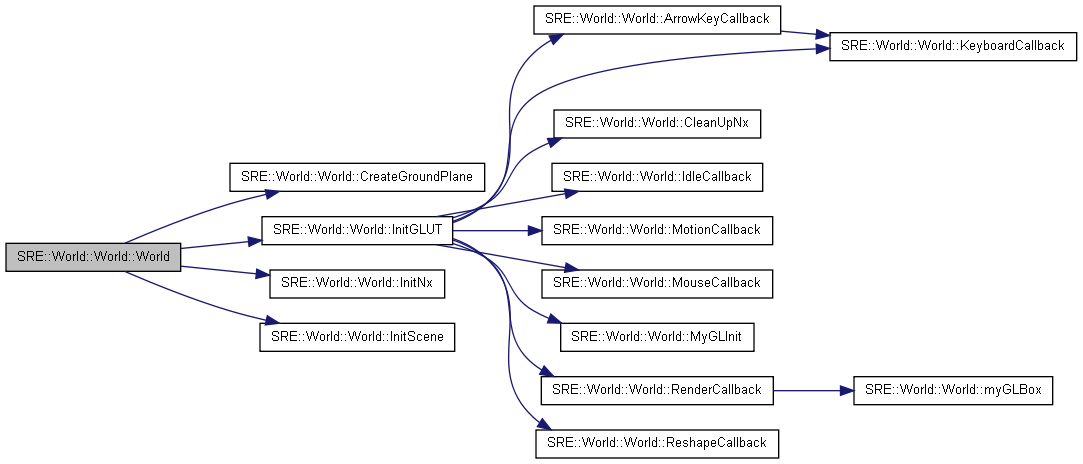 SRE::World::World::ArrowKeyCallback
SRE::World::World::KeyboardCallback
SRE::World::World::CleanUpNx
SRE::World::World::CreateGroundPlane
SRE::World::World::IdleCallback
SRE::World::World::InitGLUT
SRE::World::World::MotionCallback
SRE::World::World::World
SRE::World::World::InitNx
SRE::World::World::MouseCallback
SRE::World::World::InitScene
SRE::World::World::MyGLInit
SRE::World::World::RenderCallback
SRE::World::World::myGLBox
SRE::World::World::ReshapeCallback